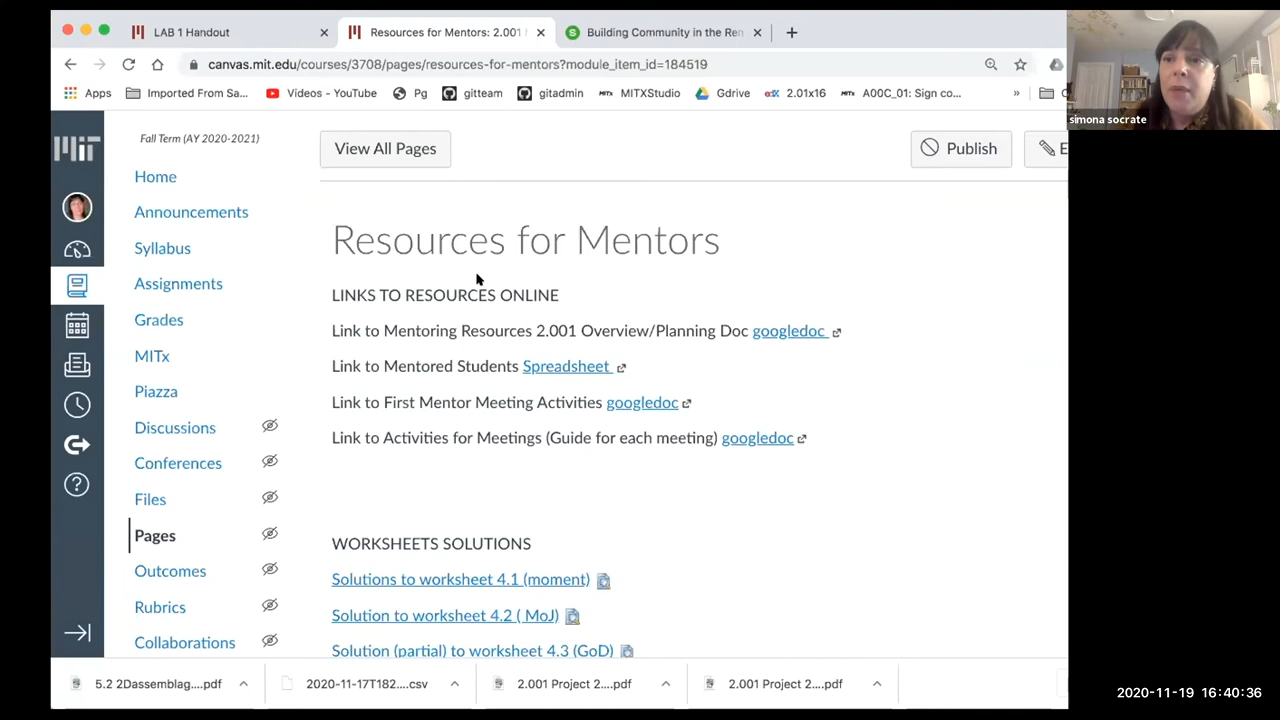 LAB 1 Handout
Resources for Mentors: 2.001
Building Community in the Ren
canvas.mit.edu/courses/3708/pages/resources-for-mentors?module_item_id=184519
Apps
Imported From Sa...
Videos - YouTube
Pg
gitteam
gitadmin
MITx MITXStudio
Gdrive
edX 2.01x16
MITx A00C_01: Sign co...
»
simona socrate
MIT
Fall Term (AY 2020-2021)
Home
Announcements
Syllabus
Assignments
Grades
MITx
Piazza
Discussions
Conferences
Files
Pages
Outcomes
Rubrics
Collaborations
View All Pages
Publish
E
Resources for Mentors
LINKS TO RESOURCES ONLINE
Link to Mentoring Resources 2.001 Overview/Planning Doc googledoc
Link to Mentored Students Spreadsheet
Link to First Mentor Meeting Activities googledoc
Link to Activities for Meetings (Guide for each meeting) googledoc
WORKSHEETS SOLUTIONS
Solutions to worksheet 4.1 (moment)
Solution to worksheet 4.2 ( MoJ)
Solution (partial) to worksheet 4.3 (GoD)
5.2 2Dassemblag....pdf
2020-11-17T182....csv
2.001 Project 2....pdf
2.001 Project 2....pdf
2020-11-19 16:40:36